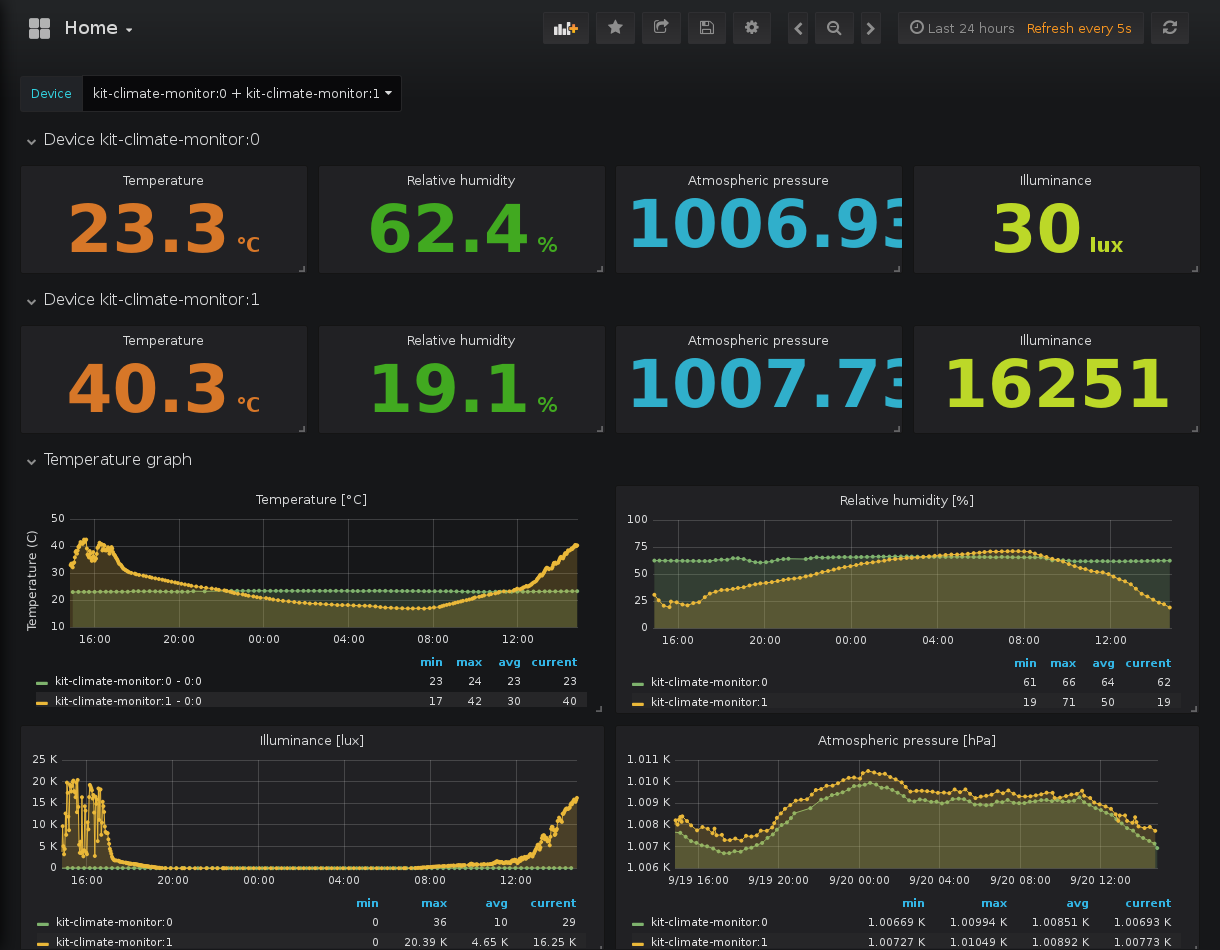 Home
Last 24 hours Refresh every 5s
Device kit-climate-monitor:0 + kit-climate-monitor:1
Device kit-climate-monitor:0
Temperature Relative humidity Atmospheric pressure Illuminance
23.3 °C 62.4 % 1006.93 30 lux
Device kit-climate-monitor:1
Temperature Relative humidity Atmospheric pressure Illuminance
40.3 °C 19.1 % 1007.73 16251
Temperature graph
Temperature [°C]
Temperature (C)
50
40
30
20
10
16:00 20:00 00:00 04:00 08:00 12:00
min max avg current
kit-climate-monitor:0 - 0:0 23 24 23 23
kit-climate-monitor:1 - 0:0 17 42 30 40
Relative humidity [%]
100
75
50
25
0
16:00 20:00 00:00 04:00 08:00 12:00
min max avg current
kit-climate-monitor:0 61 66 64 62
kit-climate-monitor:1 19 71 50 19
Illuminance [lux]
25 K
20 K
15 K
10 K
5 K
0
16:00 20:00 00:00 04:00 08:00 12:00
min max avg current
kit-climate-monitor:0 0 36 10 29
kit-climate-monitor:1 0 20.39 K 4.65 K 16.25 K
Atmospheric pressure [hPa]
1.011 K
1.010 K
1.009 K
1.008 K
1.007 K
1.006 K
9/19 16:00 9/19 20:00 9/20 00:00 9/20 04:00 9/20 08:00 9/20 12:00
min max avg current
kit-climate-monitor:0 1.00669 K 1.00994 K 1.00851 K 1.00693 K
kit-climate-monitor:1 1.00727 K 1.01049 K 1.00892 K 1.00773 K